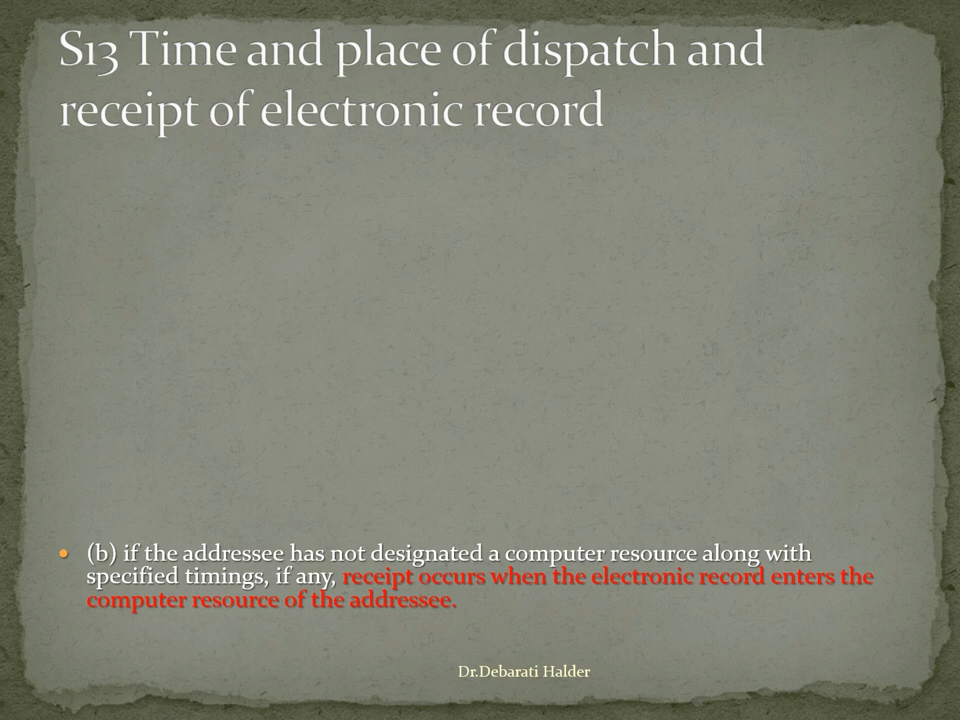 S13 Time and place of dispatch and
receipt of electronic record
• (b) if the addressee has not designated a computer resource along with
specified timings, if any, receipt occurs when the electronic record enters the
computer resource of the addressee.
Dr.Debarati Halder